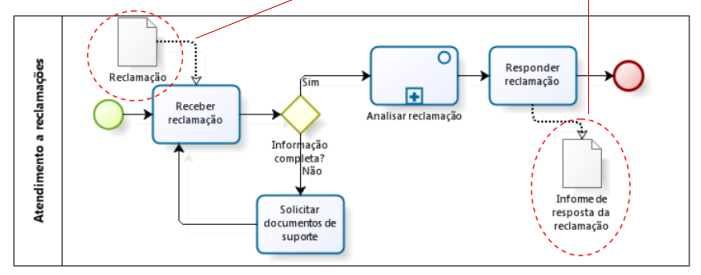 Atendimento a reclamações
Reclamação
Receber
reclamação
Informação
completa?
Sim
Não
Solicitar
documentos de
suporte
Analisar reclamação
Responder
reclamação
Informe de
resposta da
reclamação